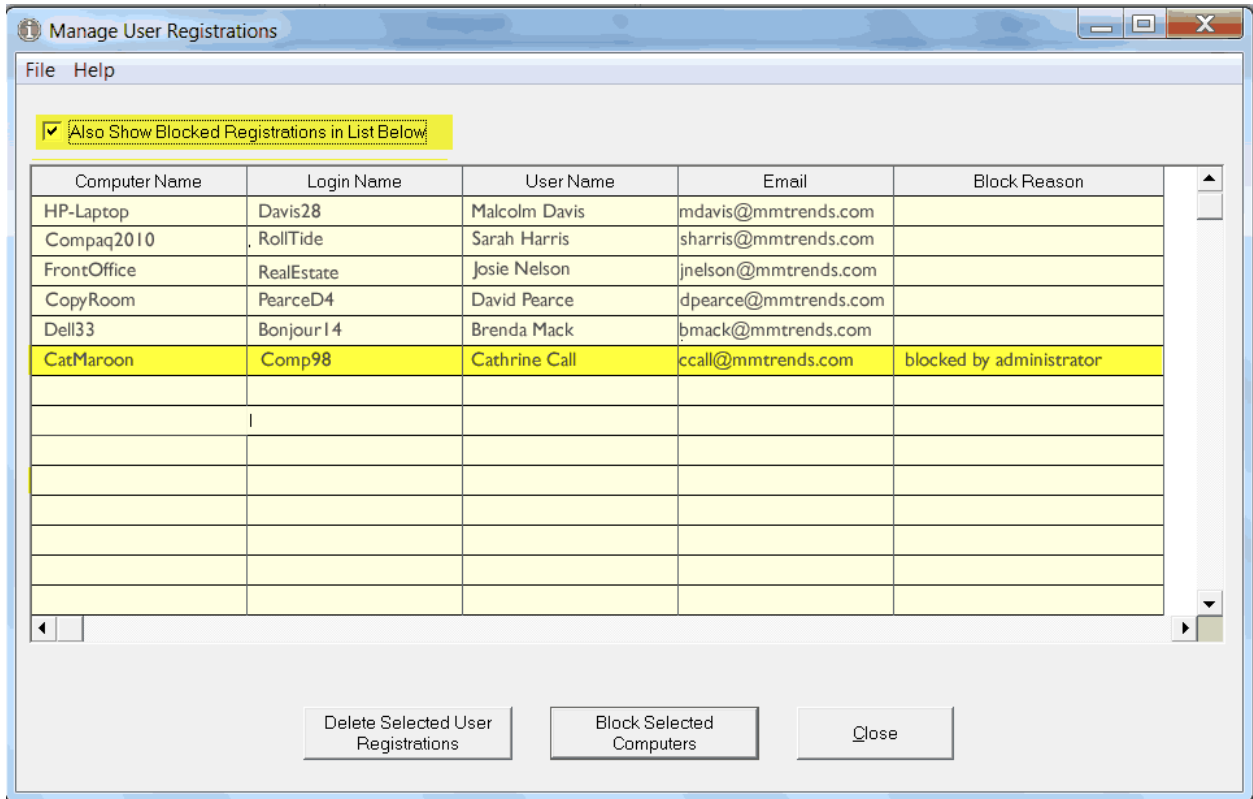 Manage User Registrations
File Help
Also Show Blocked Registrations in List Below
Computer Name Login Name User Name Email Block Reason
HP-Laptop Davis28 Malcolm Davis mdavis@mmtrends.com
Compaq2010 RollTide Sarah Harris sharris@mmtrends.com
FrontOffice RealEstate Josie Nelson jnelson@mmtrends.com
CopyRoom PearceD4 David Pearce dpearce@mmtrends.com
Dell33 Bonjour14 Brenda Mack bmack@mmtrends.com
CatMaroon Comp98 Cathrine Call ccall@mmtrends.com blocked by administrator
Delete Selected User Registrations
Block Selected Computers
Close